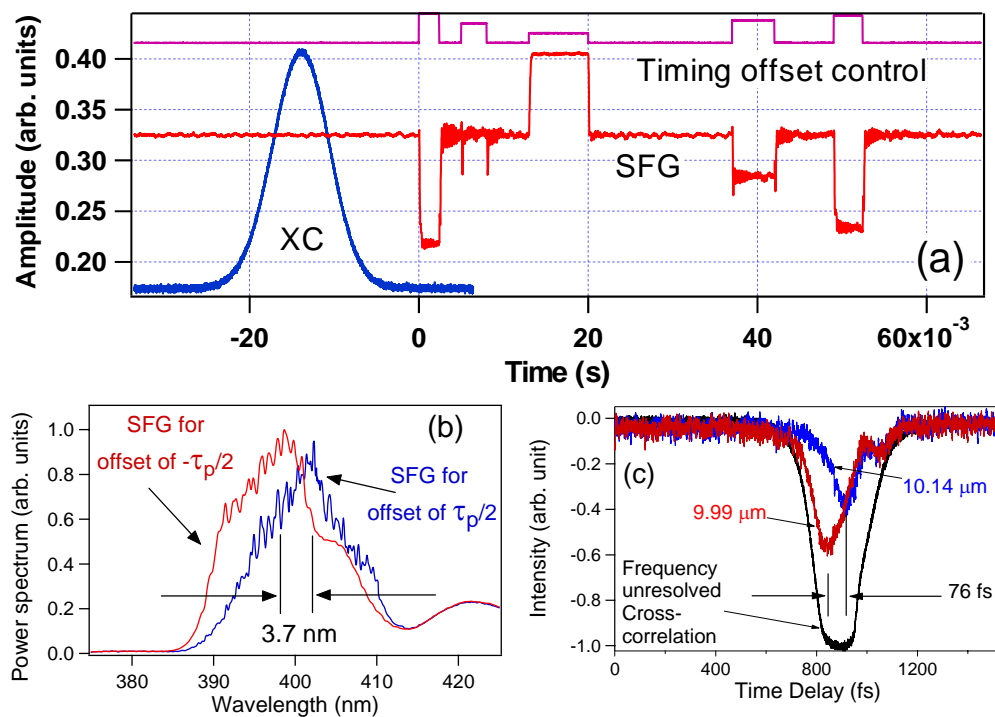 Amplitude (arb. units)
0.40
0.35
0.30
0.25
0.20
Timing offset control
SFG
XC
(a)
-20
0
20
40
60x10⁻³
Time (s)
Power spectrum (arb. units)
1.0
0.8
0.6
0.4
0.2
0.0
SFG for
offset of -τp/2
(b)
SFG for
offset of τp/2
3.7 nm
380
390
400
410
420
Wavelength (nm)
Intensity (arb. unit)
0.0
-0.2
-0.4
-0.6
-0.8
-1.0
(c)
10.14 µm
9.99 µm
Frequency
unresolved
Cross-
correlation
76 fs
0
400
800
1200
Time Delay (fs)